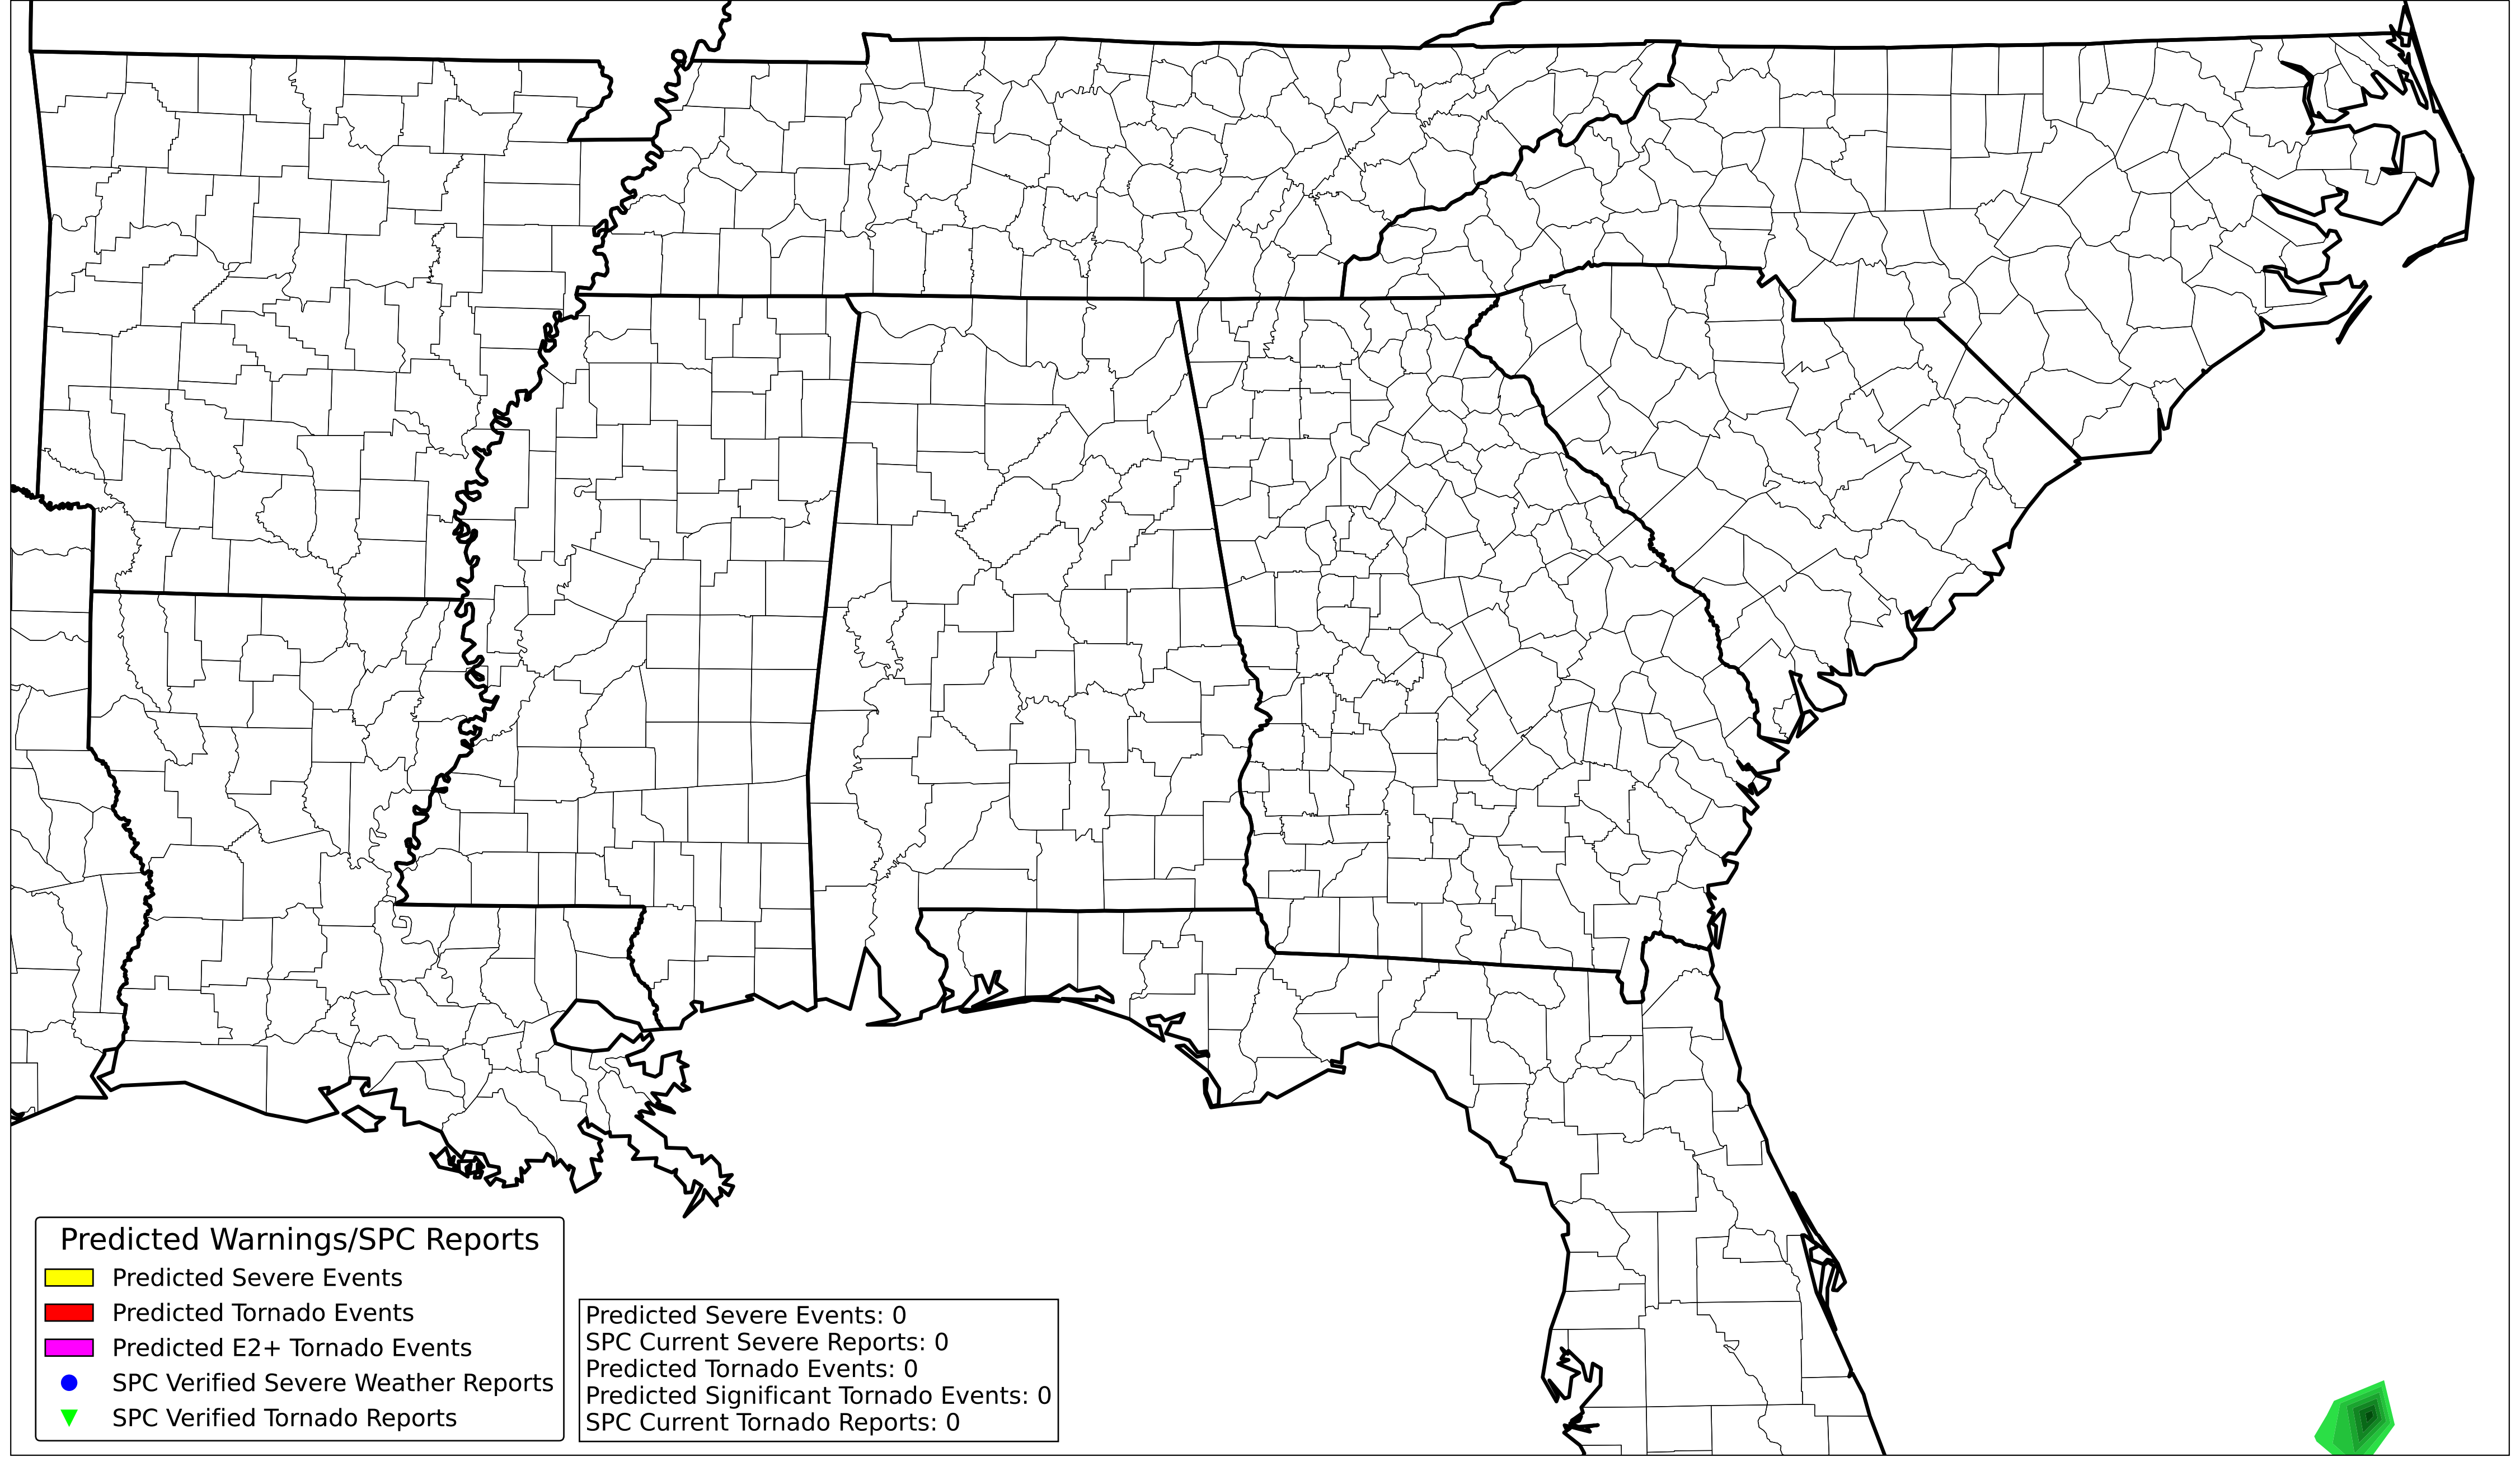 Predicted Warnings/SPC Reports
Predicted Severe Events
Predicted Tornado Events
Predicted E2+ Tornado Events
SPC Verified Severe Weather Reports
SPC Verified Tornado Reports
Predicted Severe Events: 0
SPC Current Severe Reports: 0
Predicted Tornado Events: 0
Predicted Significant Tornado Events: 0
SPC Current Tornado Reports: 0